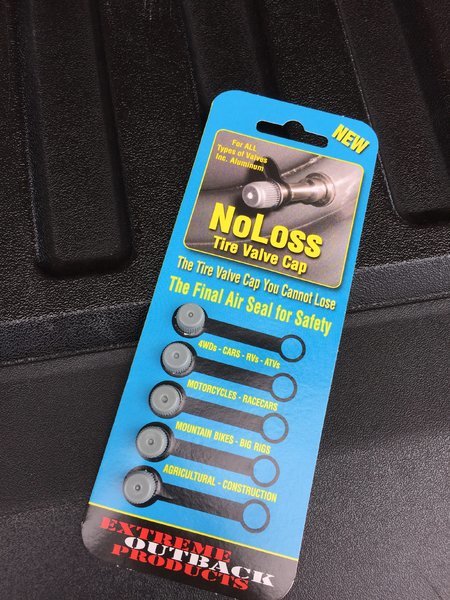 NEW
For ALL
Types of Valves
Inc. Aluminum
NoLoss
Tire Valve Cap
The Tire Valve Cap You Cannot Lose
The Final Air Seal for Safety
4WDs - CARS - RVs - ATVs
MOTORCYCLES - RACECARS
MOUNTAIN BIKES - BIG RIGS
AGRICULTURAL - CONSTRUCTION
EXTREME
OUTBACK
PRODUCTS